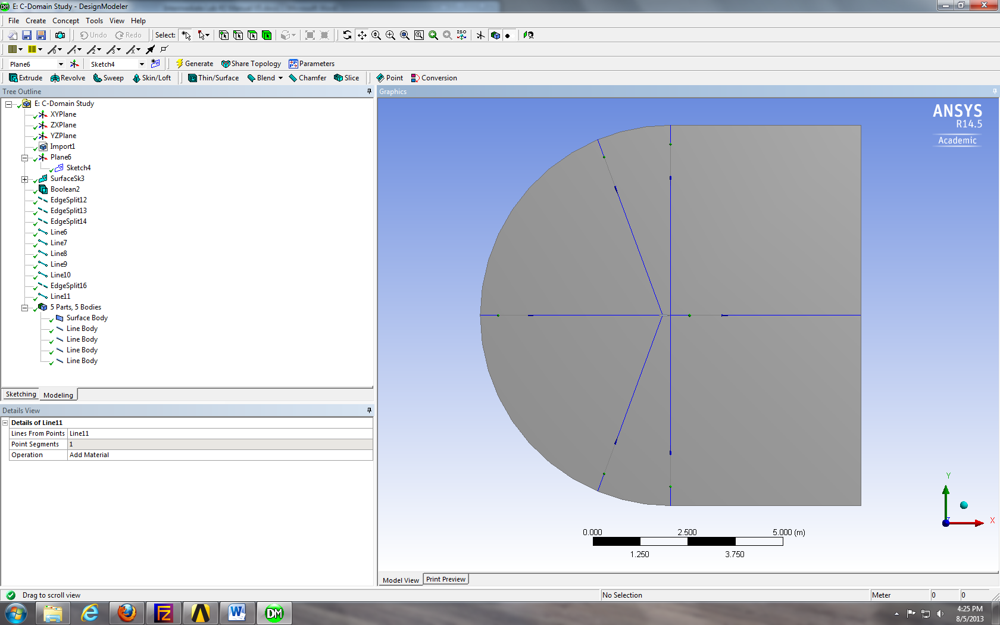 E: C-Domain Study - DesignModeler
File Create Concept Tools View Help
Undo Redo Select: ISO
Plane6 Sketch4 Generate Share Topology Parameters
Extrude Revolve Sweep Skin/Loft Thin/Surface Blend Chamfer Slice Point Conversion
Tree Outline
E: C-Domain Study
XYPlane
ZXPlane
YZPlane
Import1
Plane6
Sketch4
SurfaceSk3
Boolean2
EdgeSplit12
EdgeSplit13
EdgeSplit14
Line6
Line7
Line8
Line9
Line10
EdgeSplit16
Line11
5 Parts, 5 Bodies
Surface Body
Line Body
Line Body
Line Body
Line Body
Sketching Modeling
Details View
Details of Line11
Lines From Points Line11
Point Segments 1
Operation Add Material
Graphics
ANSYS
R14.5
Academic
0.000 2.500 5.000 (m)
1.250 3.750
Y
X
Model View Print Preview
Drag to scroll view No Selection Meter 0 0
4:25 PM
8/5/2013